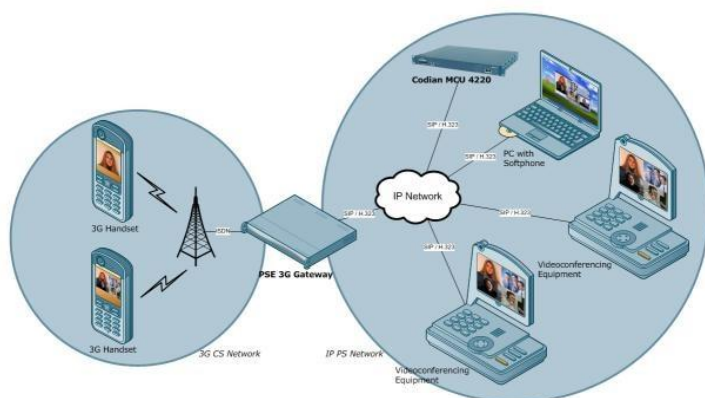 Codian MCU 4220
SIP / H.323
SIP / H.323
PC with
Softphone
IP Network
SIP / H.323
SIP / H.323
SIP / H.323
Videoconferencing
Equipment
3G Handset
ISDN
PSE 3G Gateway
3G Handset
3G CS Network
IP PS Network
Videoconferencing
Equipment